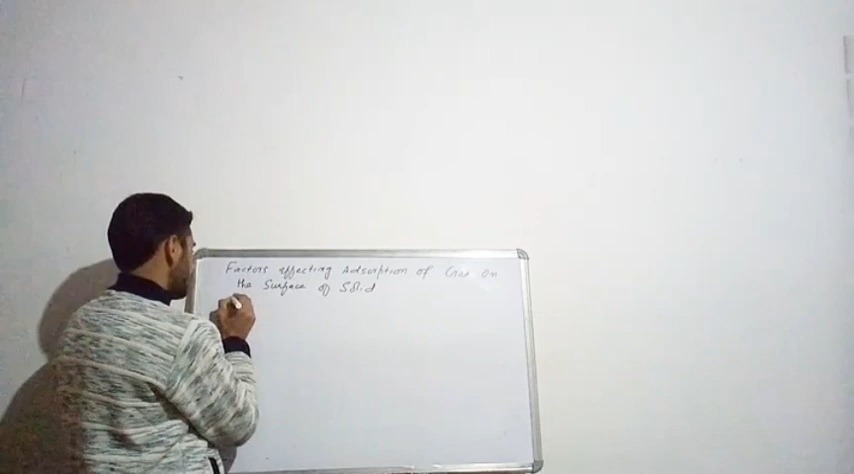 Factors affecting Adsorption of Gas on
the Surface of Solid